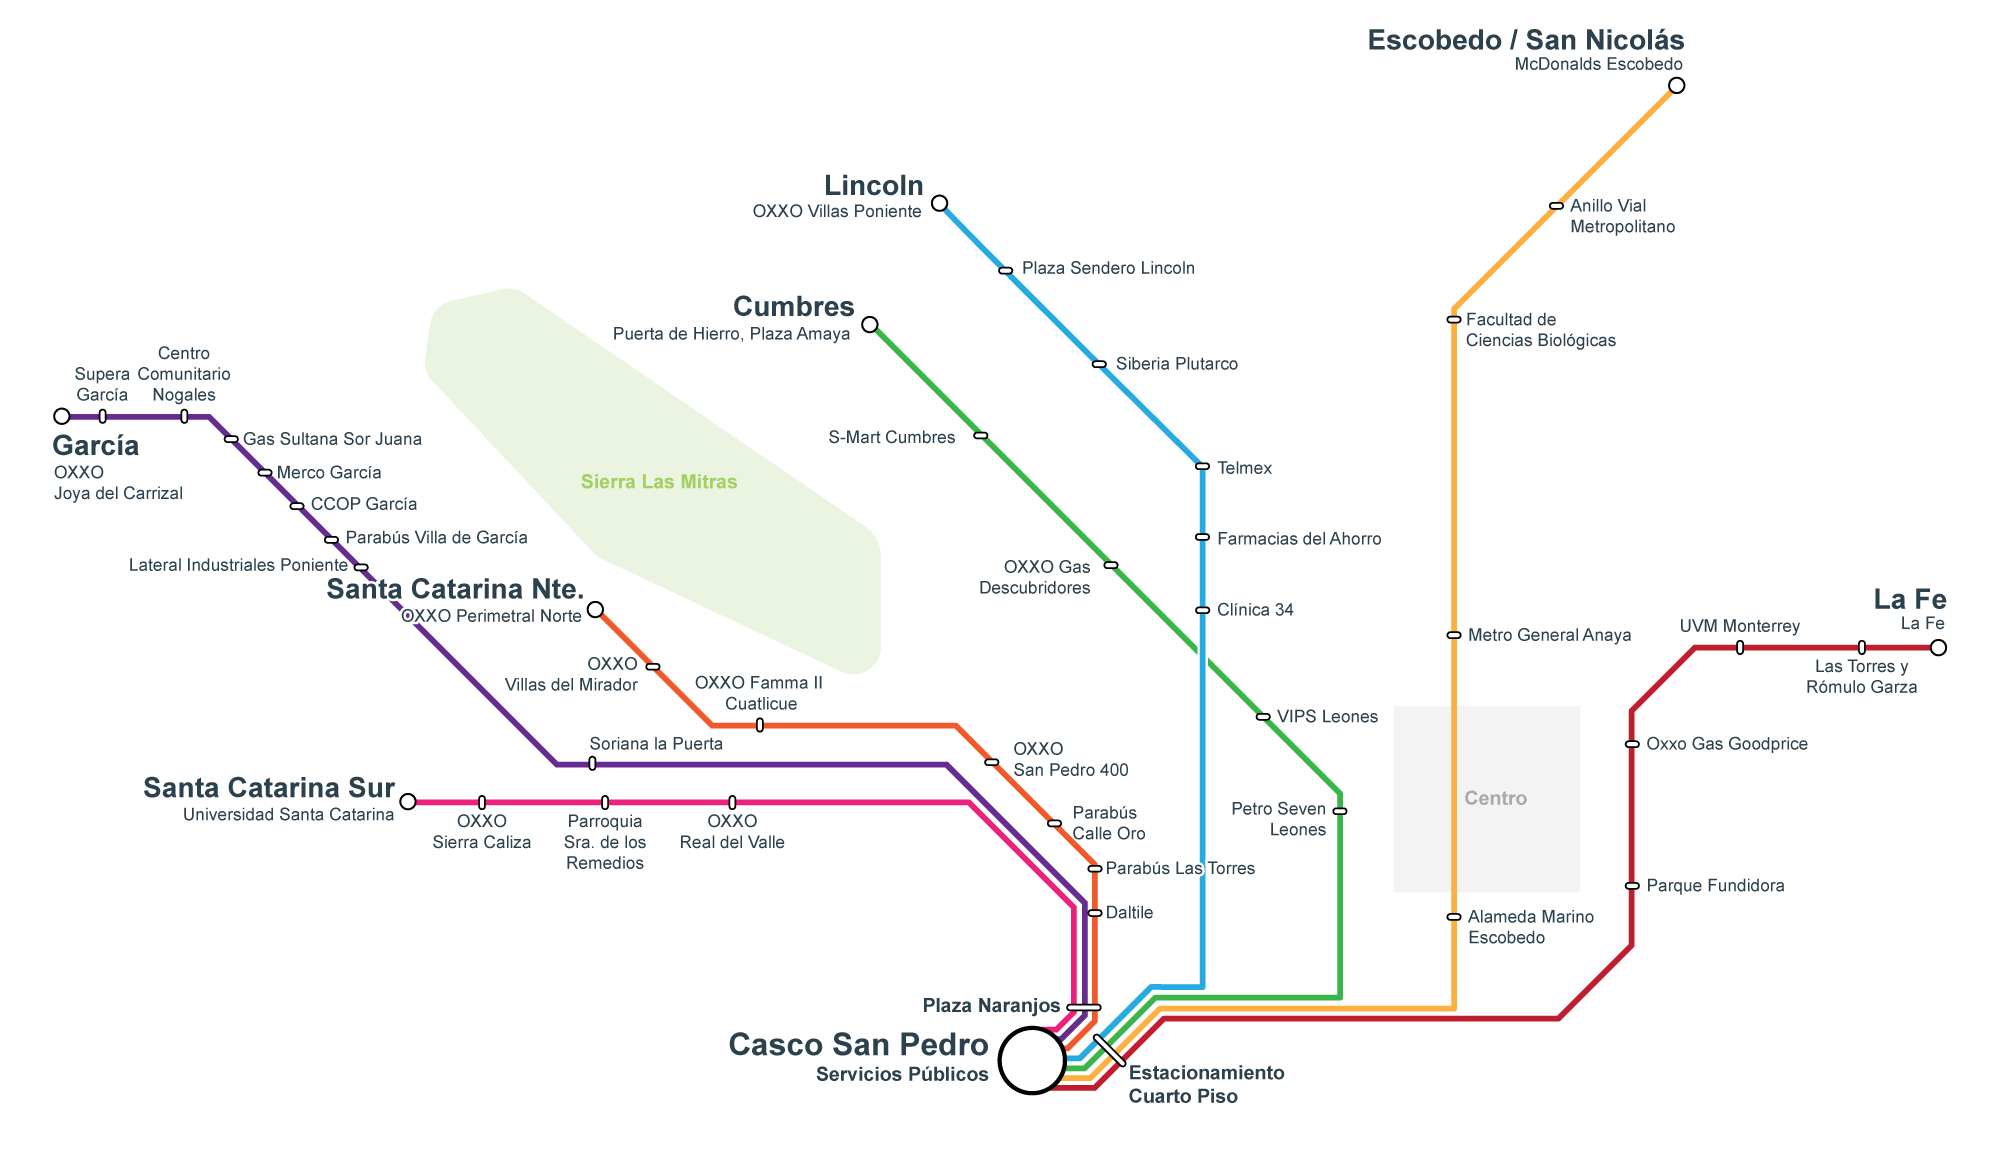 Escobedo / San Nicolás
McDonalds Escobedo
Anillo Vial
Metropolitano
Facultad de
Ciencias Biológicas
Metro General Anaya
Centro
Alameda Marino
Escobedo
Lincoln
OXXO Villas Poniente
Plaza Sendero Lincoln
Siberia Plutarco
Telmex
Farmacias del Ahorro
Clínica 34
Cumbres
Puerta de Hierro, Plaza Amaya
S-Mart Cumbres
OXXO Gas
Descubridores
VIPS Leones
Petro Seven
Leones
Sierra Las Mitras
Supera
García
Centro
Comunitario
Nogales
García
OXXO
Joya del Carrizal
Gas Sultana Sor Juana
Merco García
CCOP García
Parabús Villa de García
Lateral Industriales Poniente
Soriana la Puerta
Santa Catarina Nte.
OXXO Perimetral Norte
OXXO
Villas del Mirador
OXXO Famma II
Cuatlicue
OXXO
San Pedro 400
Parabús
Calle Oro
Parabús Las Torres
Daltile
Santa Catarina Sur
Universidad Santa Catarina
OXXO
Sierra Caliza
Parroquia
Sra. de los
Remedios
OXXO
Real del Valle
La Fe
La Fe
UVM Monterrey
Las Torres y
Rómulo Garza
Oxxo Gas Goodprice
Parque Fundidora
Plaza Naranjos
Casco San Pedro
Servicios Públicos
Estacionamiento
Cuarto Piso